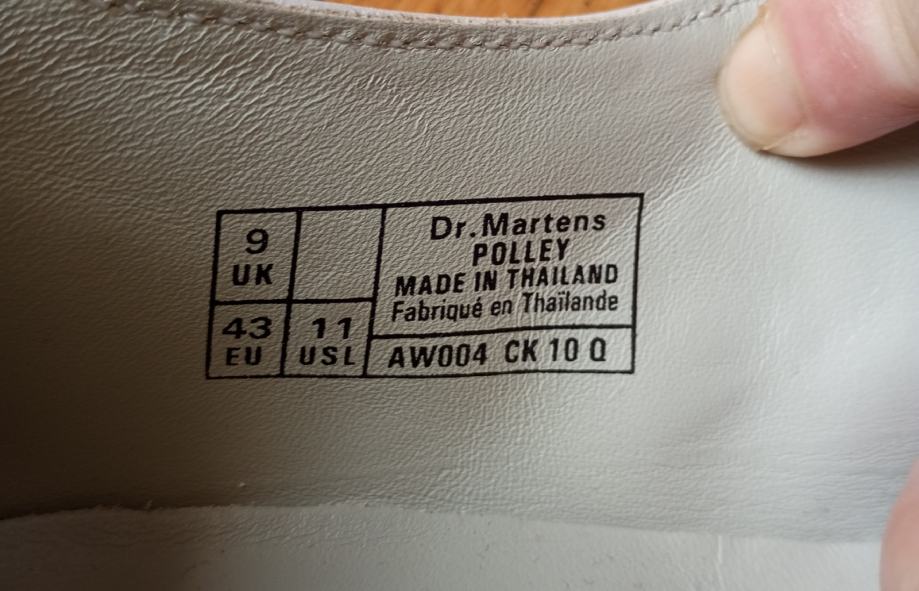 9
UK
43
EU
11
USL
Dr.Martens
POLLEY
MADE IN THAILAND
Fabriqué en Thaïlande
AW004 CK 10 Q